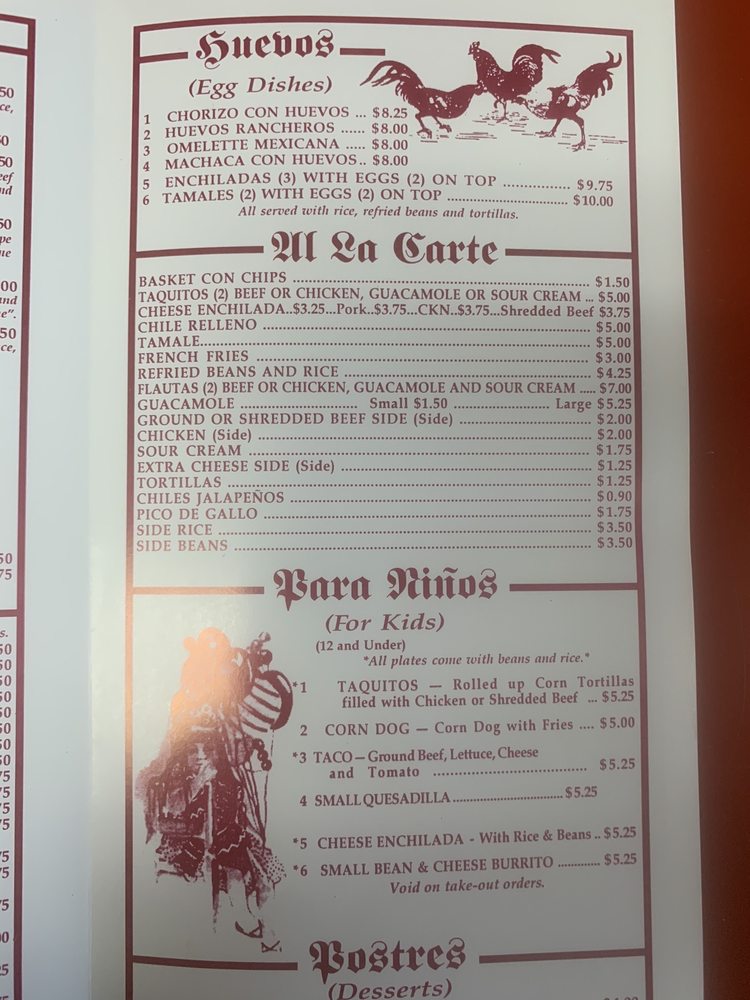 Huevos
(Egg Dishes)
1 CHORIZO CON HUEVOS ... $8.25
2 HUEVOS RANCHEROS ...... $8.00
3 OMELETTE MEXICANA ..... $8.00
4 MACHACA CON HUEVOS.. $8.00
5 ENCHILADAS (3) WITH EGGS (2) ON TOP ................ $9.75
6 TAMALES (2) WITH EGGS (2) ON TOP ............................ $10.00
All served with rice, refried beans and tortillas.
Al La Carte
BASKET CON CHIPS ........................................ $1.50
TAQUITOS (2) BEEF OR CHICKEN, GUACAMOLE OR SOUR CREAM ... $5.00
CHEESE ENCHILADA..$3.25...Pork..$3.75...CKN..$3.75...Shredded Beef $3.75
CHILE RELLENO ........................................ $5.00
TAMALE........................................ $5.00
FRENCH FRIES ........................................ $3.00
REFRIED BEANS AND RICE ........................................ $4.25
FLAUTAS (2) BEEF OR CHICKEN, GUACAMOLE AND SOUR CREAM ..... $7.00
GUACAMOLE ............................ Small $1.50 ...................... Large $5.25
GROUND OR SHREDDED BEEF SIDE (Side) ............................ $2.00
CHICKEN (Side) ........................................ $2.00
SOUR CREAM ........................................ $1.75
EXTRA CHEESE SIDE (Side) ........................................ $1.25
TORTILLAS ........................................ $1.25
CHILES JALAPEÑOS ........................................ $0.90
PICO DE GALLO ........................................ $1.75
SIDE RICE ........................................ $3.50
SIDE BEANS ........................................ $3.50
Para Niños
(For Kids)
(12 and Under)
*All plates come with beans and rice.*
*1 TAQUITOS — Rolled up Corn Tortillas
filled with Chicken or Shredded Beef ... $5.25
2 CORN DOG — Corn Dog with Fries .... $5.00
*3 TACO — Ground Beef, Lettuce, Cheese
and Tomato .................................... $5.25
4 SMALL QUESADILLA............................ $5.25
*5 CHEESE ENCHILADA - With Rice & Beans .. $5.25
*6 SMALL BEAN & CHEESE BURRITO ............ $5.25
Void on take-out orders.
Postres
(Desserts)